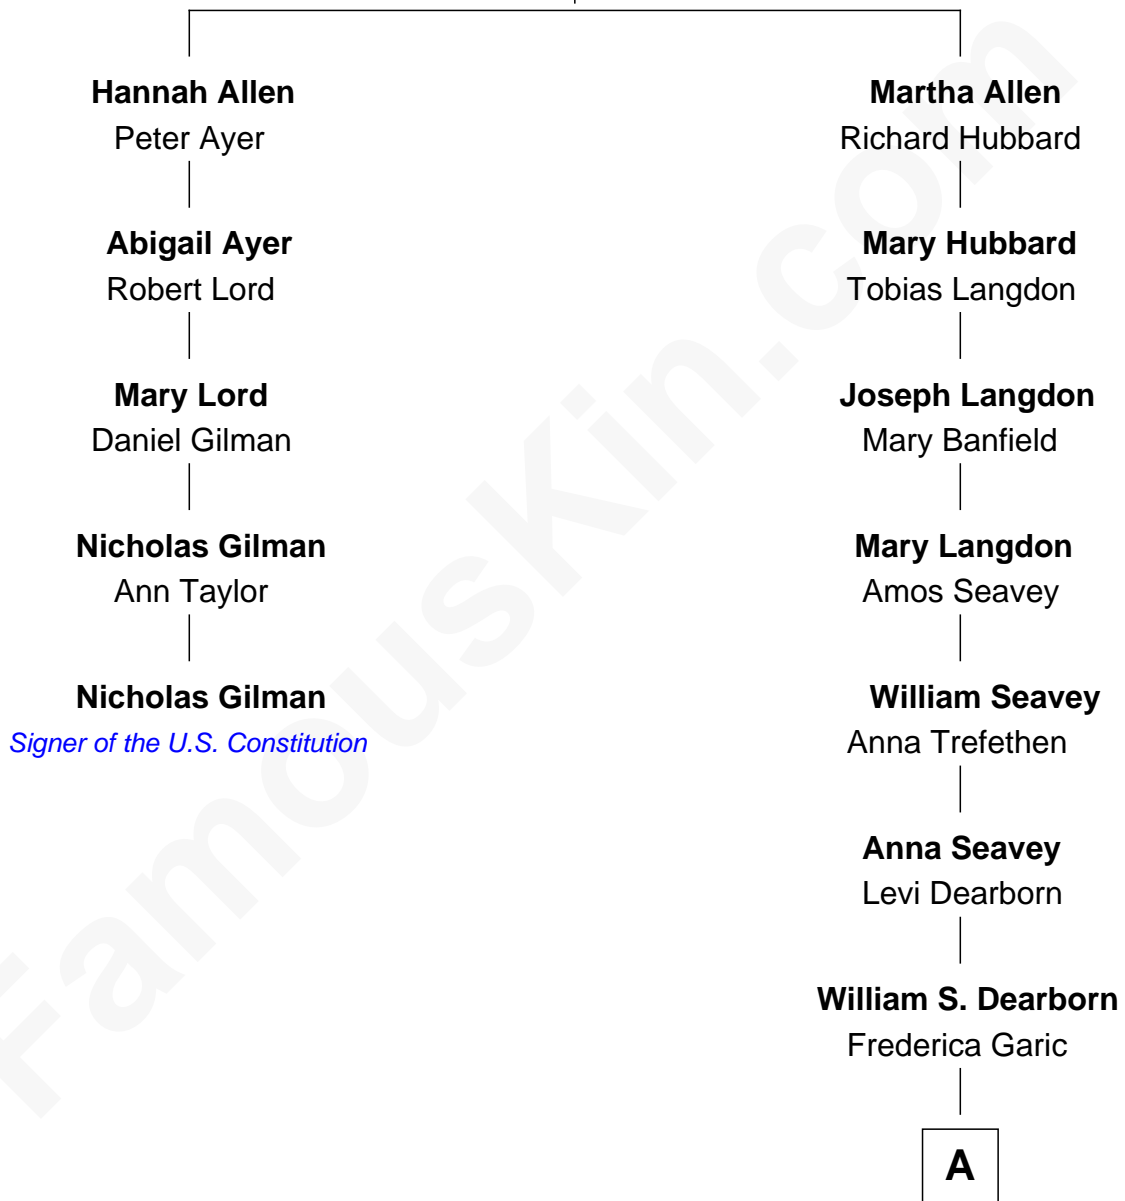 Hannah Allen
Peter Ayer
Abigail Ayer
Robert Lord
Mary Lord
Daniel Gilman
Nicholas Gilman
Ann Taylor
Nicholas Gilman
Signer of the U.S. Constitution
Martha Allen
Richard Hubbard
Mary Hubbard
Tobias Langdon
Joseph Langdon
Mary Banfield
Mary Langdon
Amos Seavey
William Seavey
Anna Trefethen
Anna Seavey
Levi Dearborn
William S. Dearborn
Frederica Garic
A
FamousKin.com